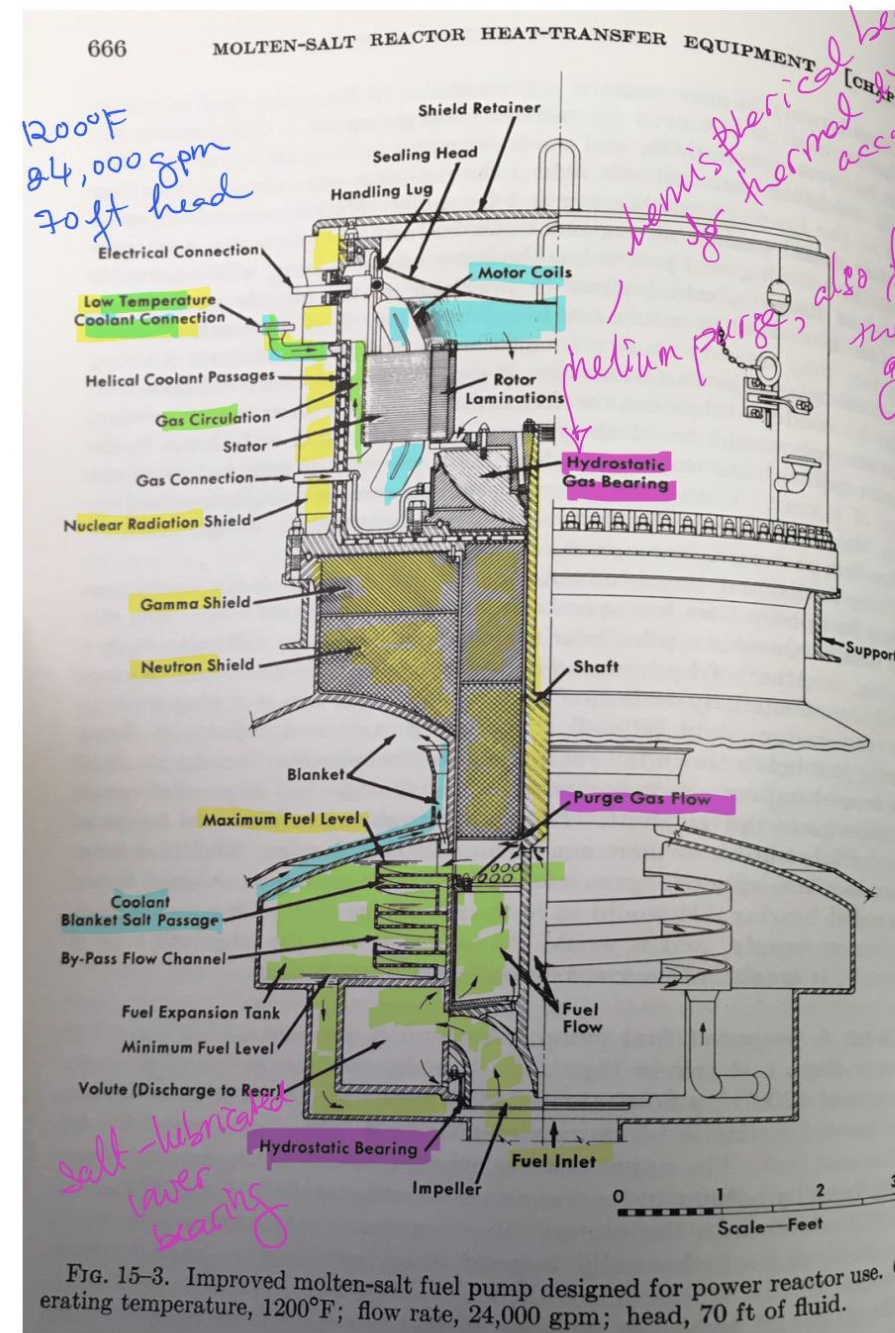 666
MOLTEN-SALT REACTOR HEAT-TRANSFER EQUIPMENT
[CHAP
1200°F
24,000 gpm
70 ft head
hemispherical
for thermal
helium purge, also
Shield Retainer
Sealing Head
Handling Lug
Electrical Connection
Motor Coils
Low Temperature
Coolant Connection
Helical Coolant Passages
Rotor
Laminations
Gas Circulation
Stator
Gas Connection
Hydrostatic
Gas Bearing
Nuclear Radiation Shield
Gamma Shield
Neutron Shield
Support
Shaft
Blanket
Purge Gas Flow
Maximum Fuel Level
Coolant
Blanket Salt Passage
By-Pass Flow Channel
Fuel Expansion Tank
Fuel
Flow
Minimum Fuel Level
Volute (Discharge to Rear)
salt-lubricated
lower
bearing
Hydrostatic Bearing
Fuel Inlet
Impeller
0 1 2 3
Scale—Feet
FIG. 15-3. Improved molten-salt fuel pump designed for power reactor use.
erating temperature, 1200°F; flow rate, 24,000 gpm; head, 70 ft of fluid.